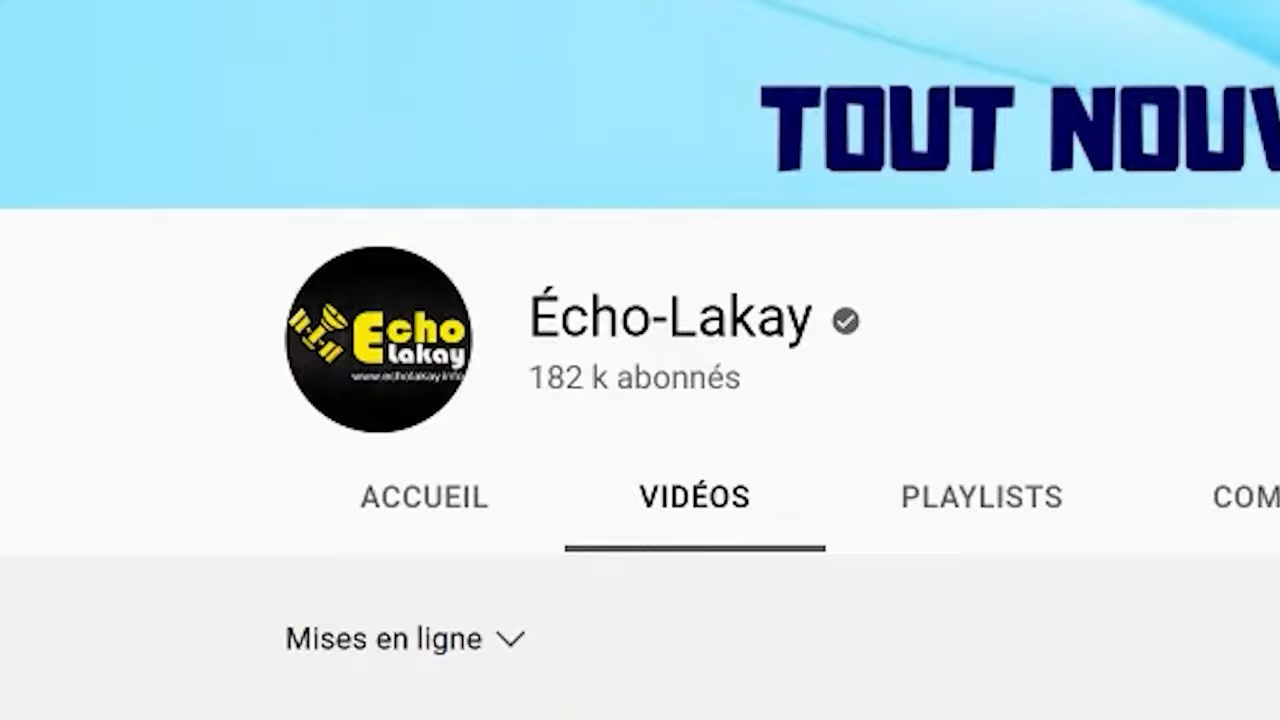 TOUT NOUV
Echo
lakay
www.echolakay.info
Écho-Lakay
182 k abonnés
ACCUEIL
VIDÉOS
PLAYLISTS
COM
Mises en ligne